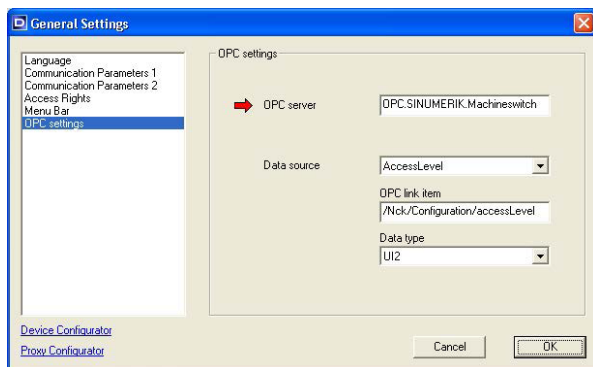 General Settings
Language
Communication Parameters 1
Communication Parameters 2
Access Rights
Menu Bar
OPC settings
OPC settings
OPC server
OPC.SINUMERIK.Machineswitch
Data source
AccessLevel
OPC link item
/Nck/Configuration/accessLevel
Data type
UI2
Device Configurator
Proxy Configurator
Cancel
OK